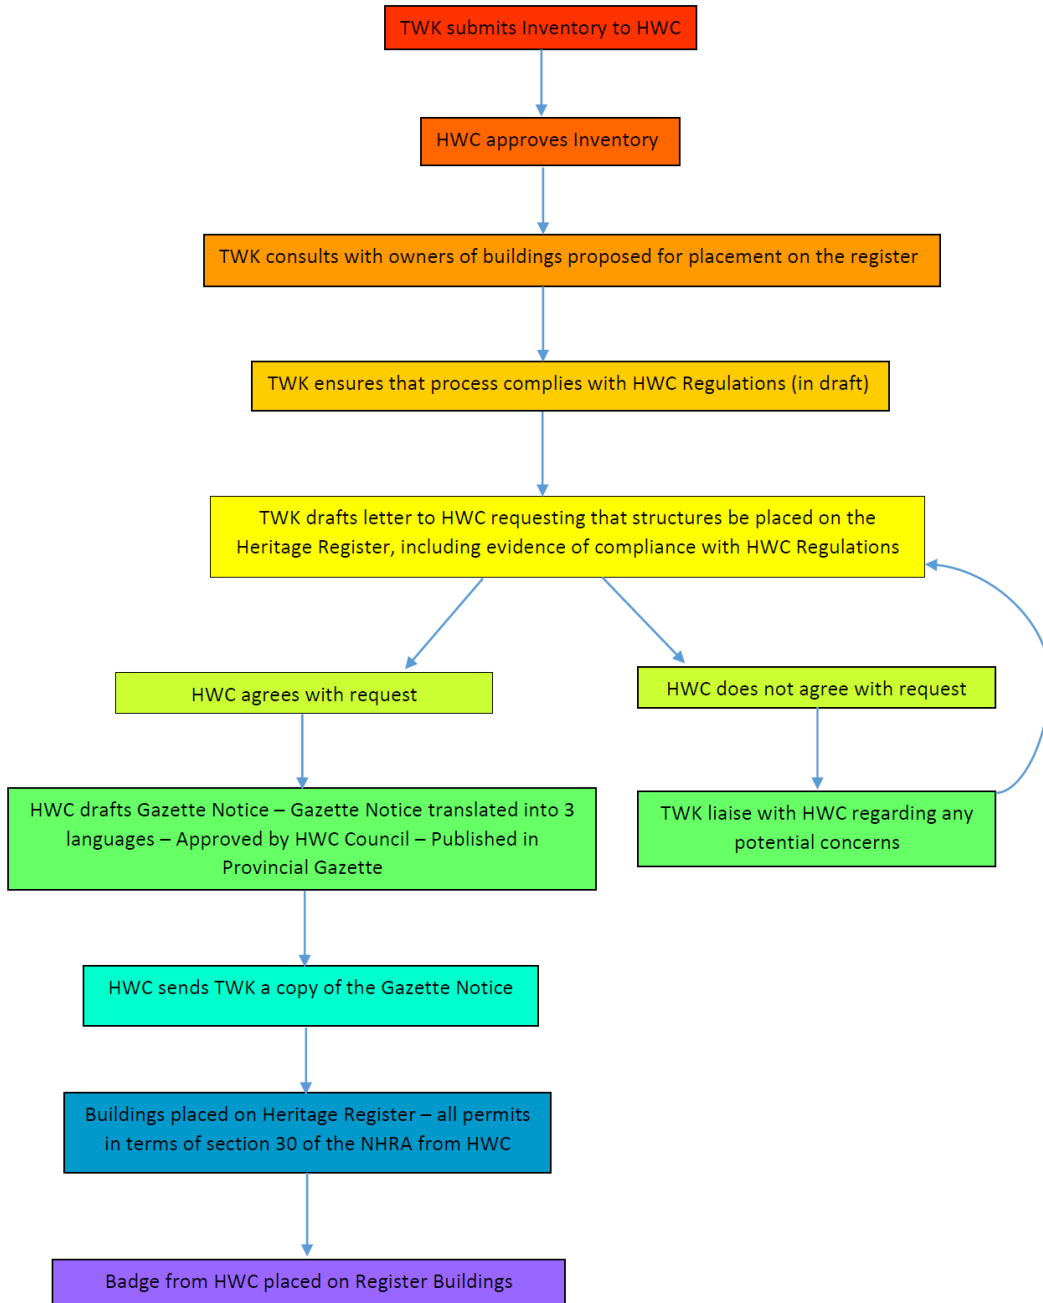 TWK submits Inventory to HWC
HWC approves Inventory
TWK consults with owners of buildings proposed for placement on the register
TWK ensures that process complies with HWC Regulations (in draft)
TWK drafts letter to HWC requesting that structures be placed on the
Heritage Register, including evidence of compliance with HWC Regulations
HWC agrees with request
HWC does not agree with request
HWC drafts Gazette Notice – Gazette Notice translated into 3
languages – Approved by HWC Council – Published in
Provincial Gazette
TWK liaise with HWC regarding any
potential concerns
HWC sends TWK a copy of the Gazette Notice
Buildings placed on Heritage Register – all permits
in terms of section 30 of the NHRA from HWC
Badge from HWC placed on Register Buildings